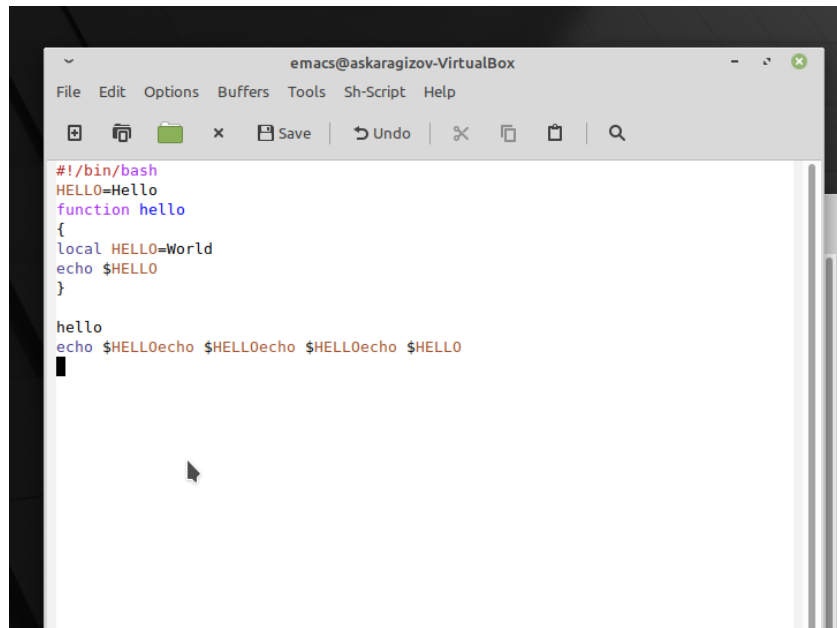 emacs@askaragizov-VirtualBox
File Edit Options Buffers Tools Sh-Script Help
Save Undo
#!/bin/bash
HELLO=Hello
function hello
{
local HELLO=World
echo $HELLO
}
hello
echo $HELLOecho $HELLOecho $HELLOecho $HELLO